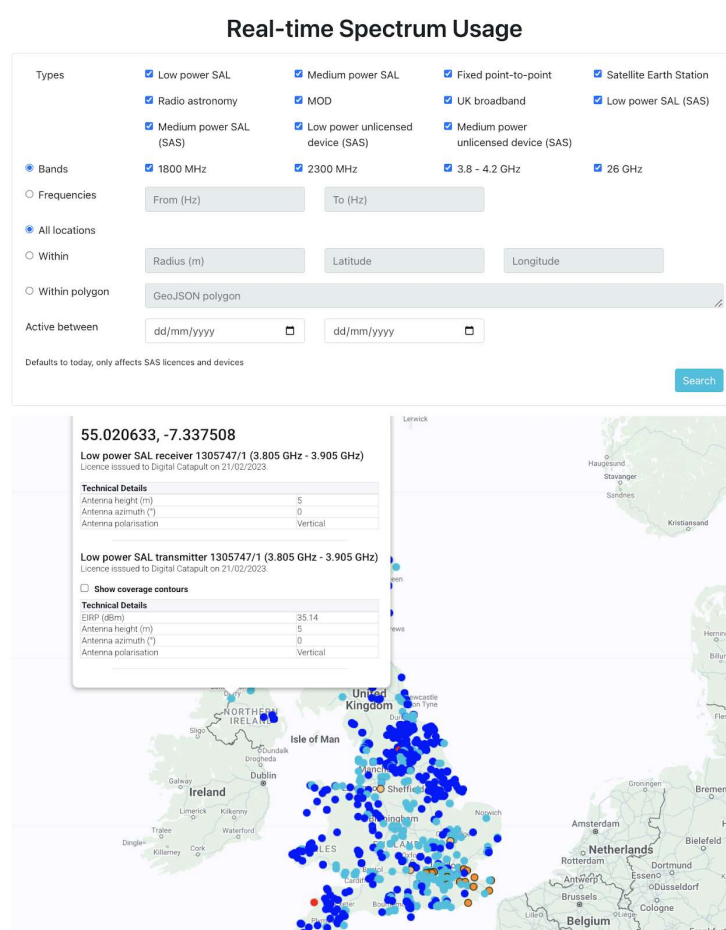 Real-time Spectrum Usage
Types
Low power SAL
Medium power SAL
Fixed point-to-point
Satellite Earth Station
Radio astronomy
MOD
UK broadband
Low power SAL (SAS)
Medium power SAL
(SAS)
Low power unlicensed
device (SAS)
Medium power
unlicensed device (SAS)
Bands
1800 MHz
2300 MHz
3.8 - 4.2 GHz
26 GHz
Frequencies
From (Hz)
To (Hz)
All locations
Within
Radius (m)
Latitude
Longitude
Within polygon
GeoJSON polygon
Active between
dd/mm/yyyy
dd/mm/yyyy
Defaults to today, only affects SAS licences and devices
Search
55.020633, -7.337508
Low power SAL receiver 1305747/1 (3.805 GHz - 3.905 GHz)
Licence isssued to Digital Catapult on 21/02/2023.
Technical Details
Antenna height (m) 5
Antenna azimuth (°) 0
Antenna polarisation Vertical
Low power SAL transmitter 1305747/1 (3.805 GHz - 3.905 GHz)
Licence isssued to Digital Catapult on 21/02/2023.
Show coverage contours
Technical Details
EIRP (dBm) 35.14
Antenna height (m) 5
Antenna azimuth (°) 0
Antenna polarisation Vertical
Lerwick
Haugesund
Stavanger
Sandnes
Kristiansand
United
Kingdom
NORTHERN
IRELAND
Sligo
Isle of Man
Dundalk
Drogheda
Dublin
Galway
Ireland
Limerick
Kilkenny
Tralee
Waterford
Dingle
Killarney
Cork
Norwich
Groningen
Bremen
Amsterdam
Netherlands
Rotterdam
Bielefeld
Dortmund
Essen
Antwerp
Düsseldorf
Brussels
Cologne
Lille
Liège
Belgium